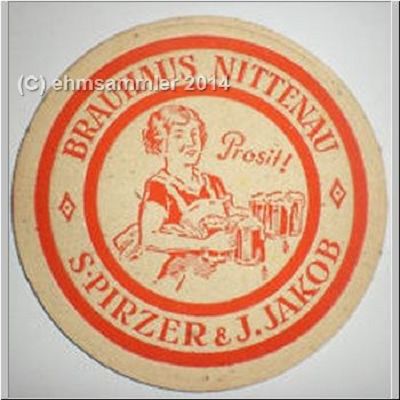 (C) ehmsammler 2014
BRAUHAUS NITTENAU
Prosit!
S. PIRZER & J. JAKOB